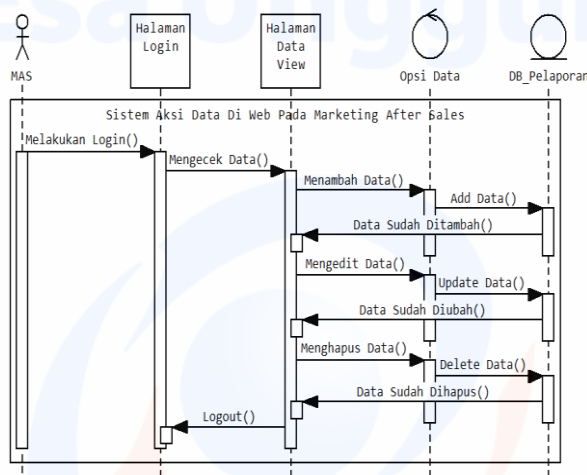 Halaman
Login
Halaman
Data
View
MAS
Opsi Data
DB_Pelaporan
Sistem Aksi Data Di Web Pada Marketing After Sales
Melakukan Login()
Mengecek Data()
Menambah Data()
Add Data()
Data Sudah Ditambah()
Mengedit Data()
Update Data()
Data Sudah Diubah()
Menghapus Data()
Delete Data()
Data Sudah Dihapus()
Logout()